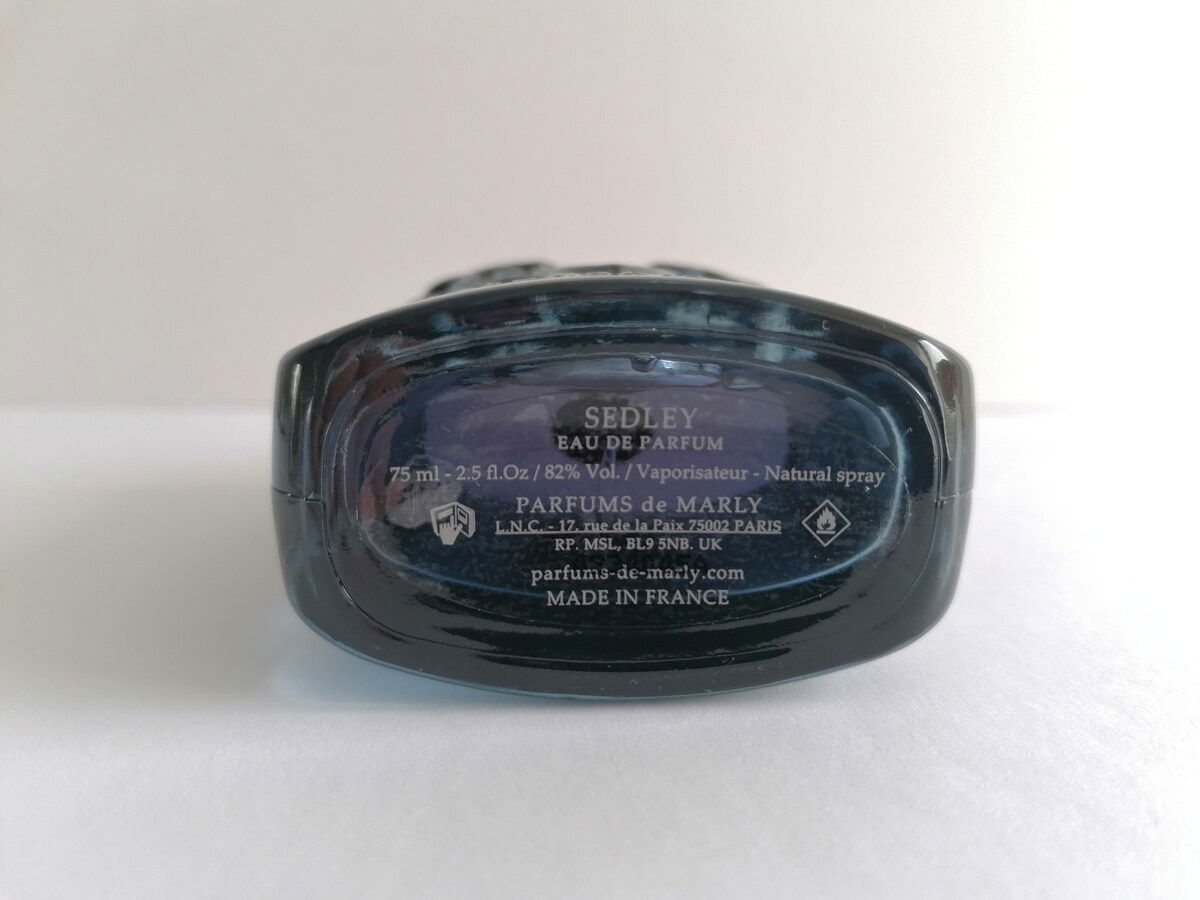 SEDLEY
EAU DE PARFUM
75 ml - 2.5 fl.Oz / 82% Vol. / Vaporisateur - Natural spray
PARFUMS de MARLY
L.N.C. - 17, rue de la Paix 75002 PARIS
RP. MSL, BL9 5NB. UK
parfums-de-marly.com
MADE IN FRANCE